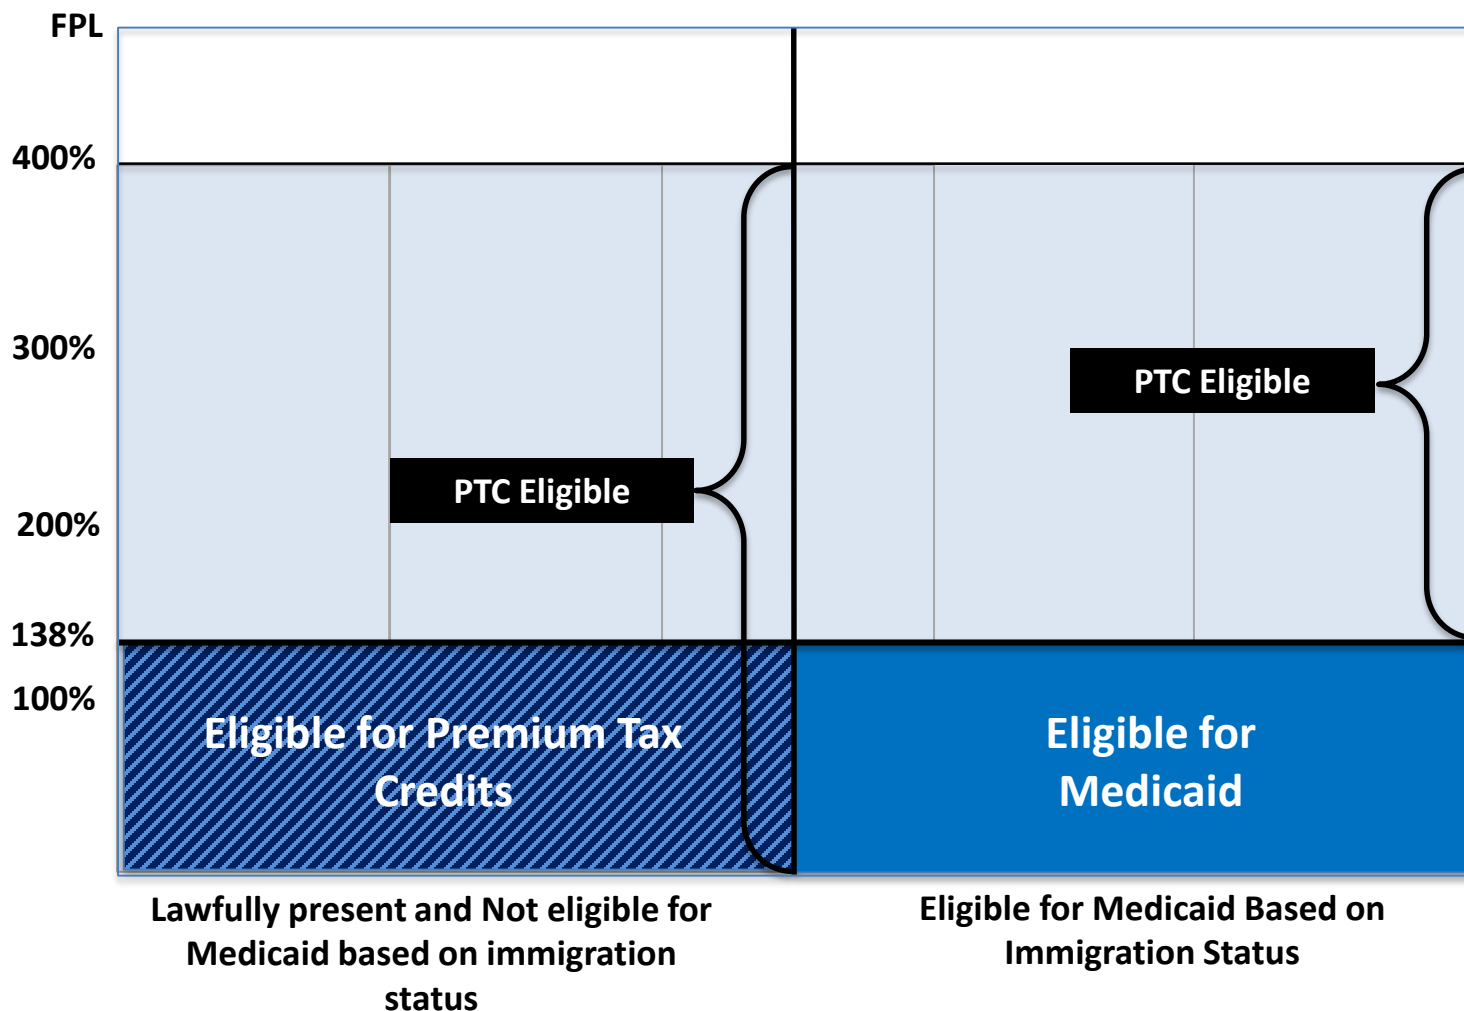 FPL
400%
300%
PTC Eligible
PTC Eligible
200%
138%
100%
Eligible for Premium Tax
Credits
Eligible for
Medicaid
Lawfully present and Not eligible for
Medicaid based on immigration
status
Eligible for Medicaid Based on
Immigration Status